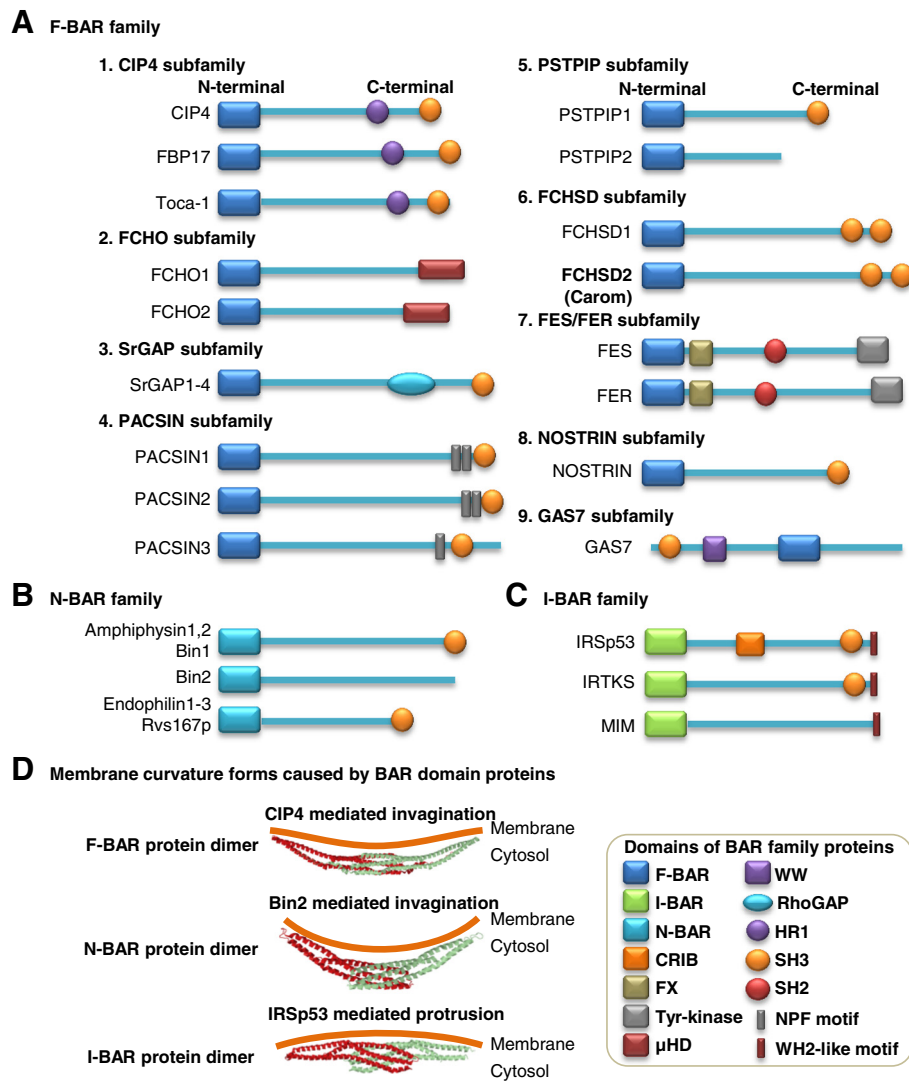 A F-BAR family
1. CIP4 subfamily
N-terminal C-terminal
CIP4
FBP17
Toca-1
2. FCHO subfamily
FCHO1
FCHO2
3. SrGAP subfamily
SrGAP1-4
4. PACSIN subfamily
PACSIN1
PACSIN2
PACSIN3
5. PSTPIP subfamily
N-terminal C-terminal
PSTPIP1
PSTPIP2
6. FCHSD subfamily
FCHSD1
FCHSD2
(Carom)
7. FES/FER subfamily
FES
FER
8. NOSTRIN subfamily
NOSTRIN
9. GAS7 subfamily
GAS7
B N-BAR family
Amphiphysin1,2
Bin1
Bin2
Endophilin1-3
Rvs167p
C I-BAR family
IRSp53
IRTKS
MIM
D Membrane curvature forms caused by BAR domain proteins
CIP4 mediated invagination
F-BAR protein dimer
Membrane
Cytosol
Bin2 mediated invagination
N-BAR protein dimer
Membrane
Cytosol
IRSp53 mediated protrusion
I-BAR protein dimer
Membrane
Cytosol
Domains of BAR family proteins
F-BAR
I-BAR
N-BAR
CRIB
FX
Tyr-kinase
μHD
WW
RhoGAP
HR1
SH3
SH2
NPF motif
WH2-like motif